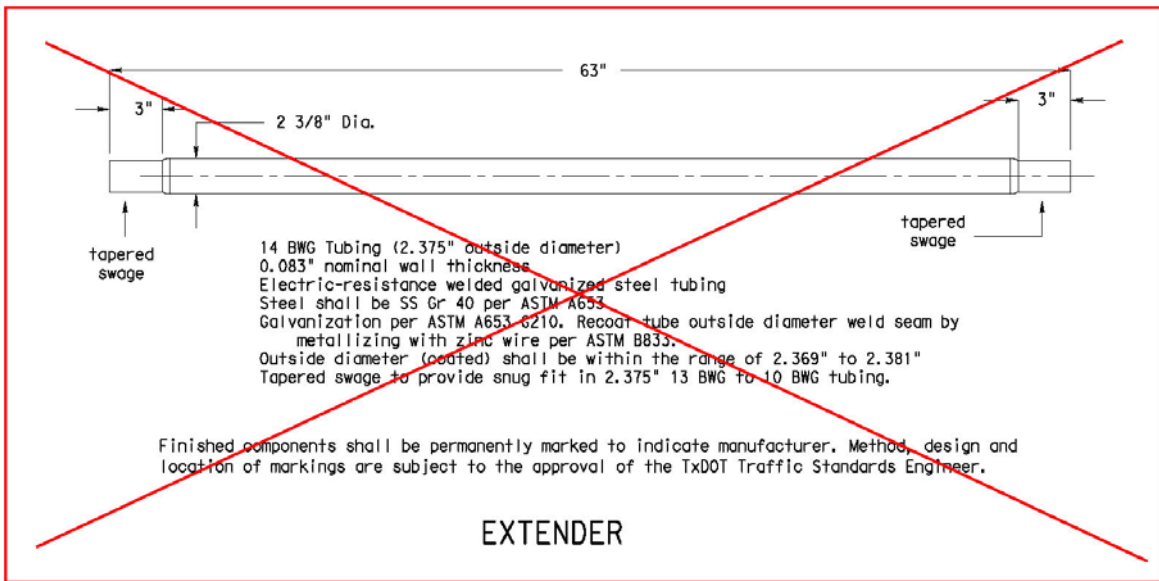 63"
3"
3"
2 3/8" Dia.
tapered
swage
tapered
swage
14 BWG Tubing (2.375" outside diameter)
0.083" nominal wall thickness
Electric-resistance welded galvanized steel tubing
Steel shall be SS Gr 40 per ASTM A653
Galvanization per ASTM A653 G210. Recoat tube outside diameter weld seam by
metallizing with zinc wire per ASTM B833.
Outside diameter (coated) shall be within the range of 2.369" to 2.381"
Tapered swage to provide snug fit in 2.375" 13 BWG to 10 BWG tubing.
Finished components shall be permanently marked to indicate manufacturer. Method, design and
location of markings are subject to the approval of the TxDOT Traffic Standards Engineer.
EXTENDER